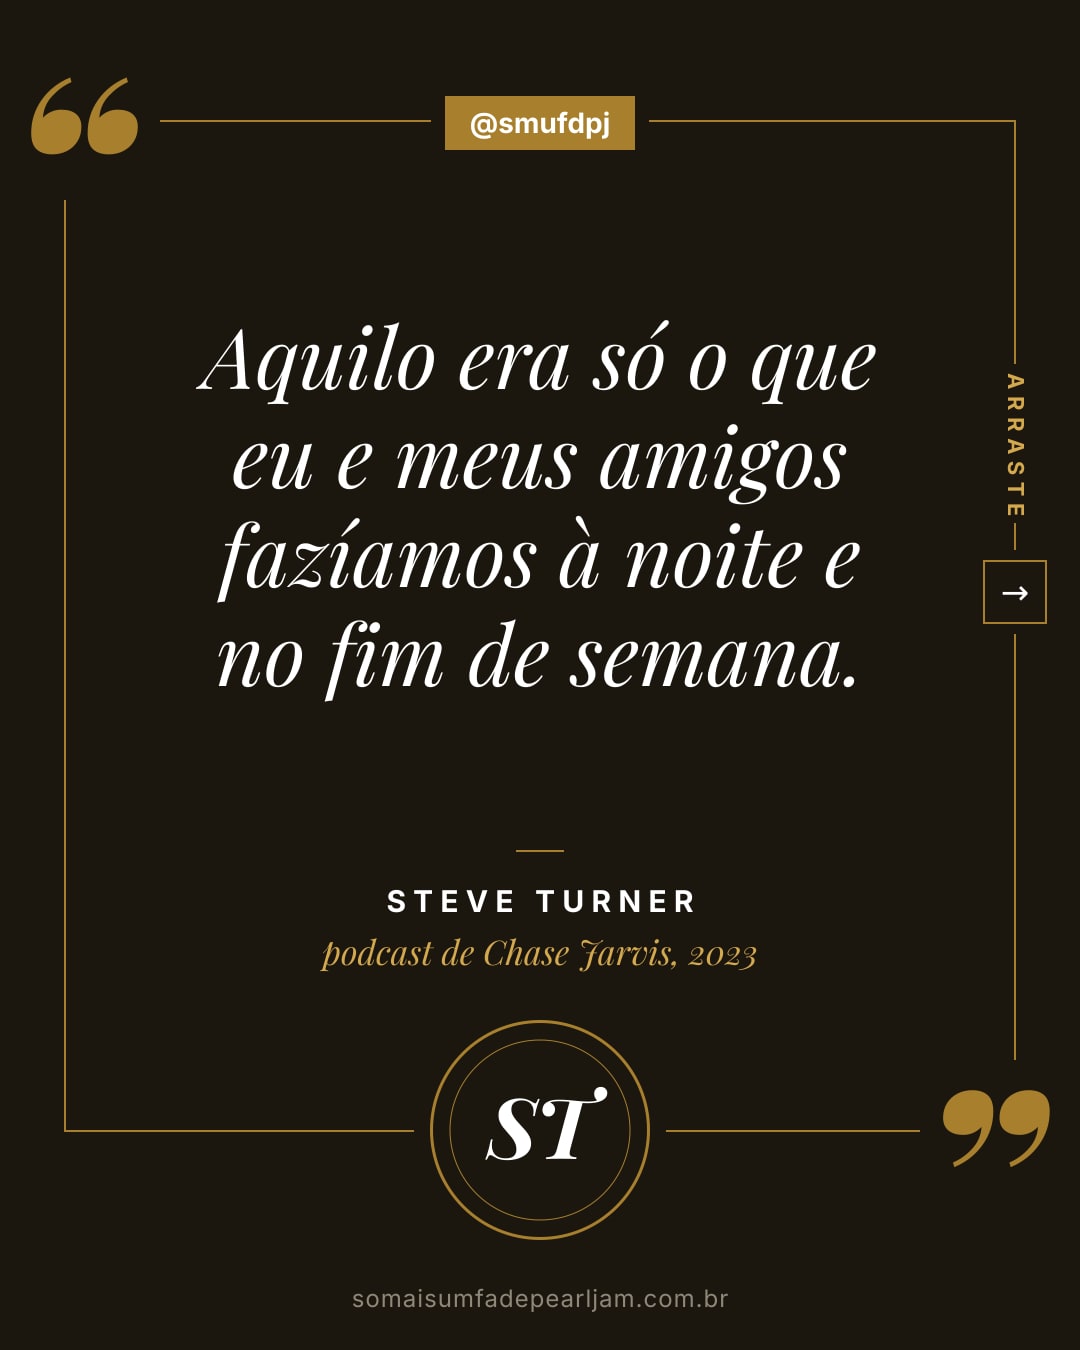 @smufdpj
Aquilo era só o que
eu e meus amigos
fazíamos à noite e
no fim de semana.
ARRASTE
→
STEVE TURNER
podcast de Chase Jarvis, 2023
ST
somaisumfadepearljam.com.br